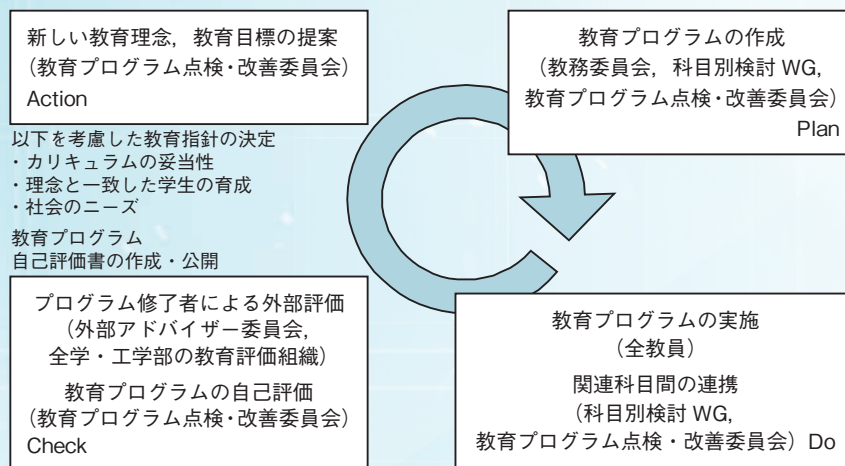 新しい教育理念，教育目標の提案
（教育プログラム点検・改善委員会）
Action
以下を考慮した教育指針の決定
・カリキュラムの妥当性
・理念と一致した学生の育成
・社会のニーズ
教育プログラム
自己評価書の作成・公開
プログラム修了者による外部評価
（外部アドバイザー委員会，
全学・工学部の教育評価組織）
教育プログラムの自己評価
（教育プログラム点検・改善委員会）
Check
教育プログラムの作成
（教務委員会，科目別検討 WG，
教育プログラム点検・改善委員会）
Plan
教育プログラムの実施
（全教員）
関連科目間の連携
（科目別検討 WG，
教育プログラム点検・改善委員会）Do